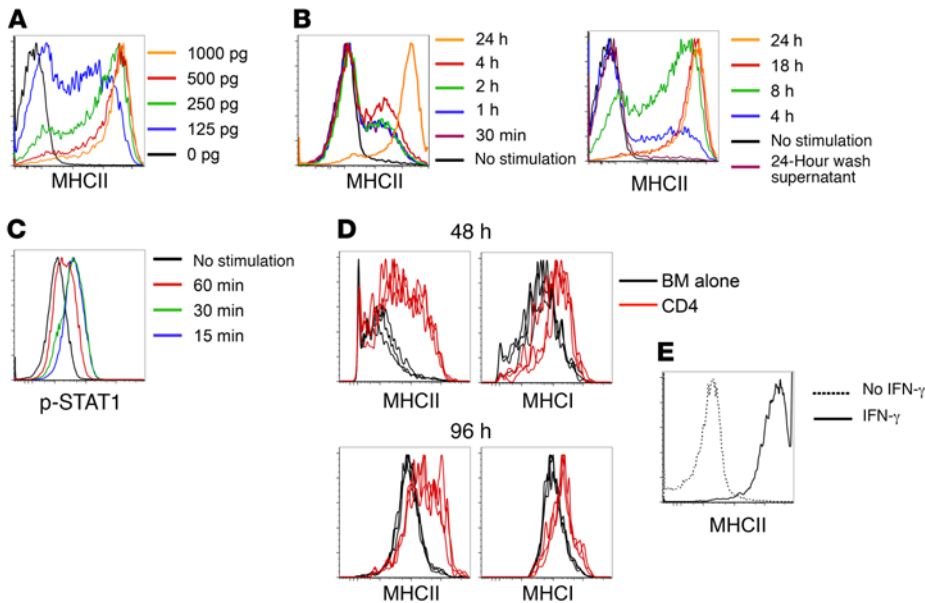 A
1000 pg
500 pg
250 pg
125 pg
0 pg
MHCII
B
24 h
4 h
2 h
1 h
30 min
No stimulation
MHCII
24 h
18 h
8 h
4 h
No stimulation
24-Hour wash
supernatant
MHCII
C
No stimulation
60 min
30 min
15 min
p-STAT1
D
48 h
BM alone
CD4
MHCII
MHCI
96 h
MHCII
MHCI
E
No IFN-γ
IFN-γ
MHCII